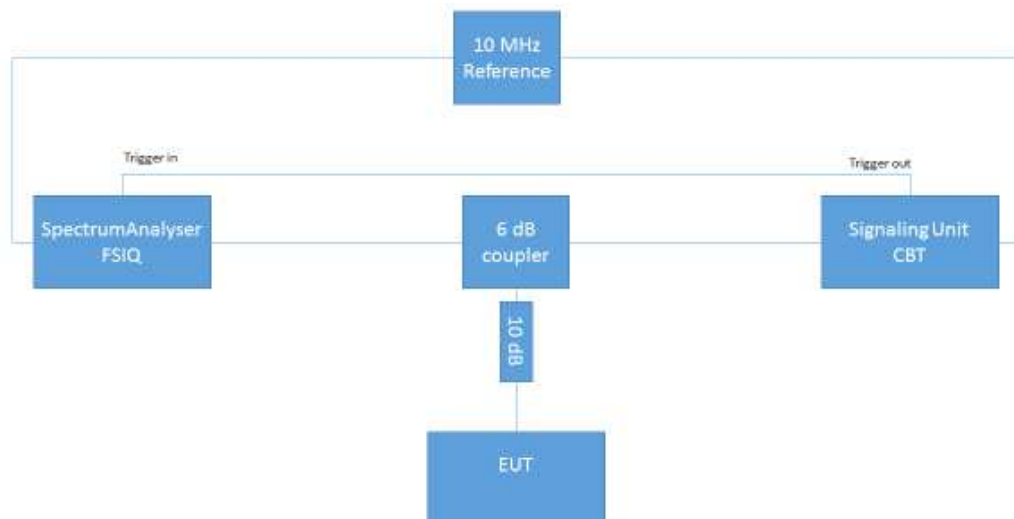 10 MHz
Reference
Trigger in
Trigger out
SpectrumAnalyser
FSIQ
6 dB
coupler
Signaling Unit
CBT
10 dB
EUT